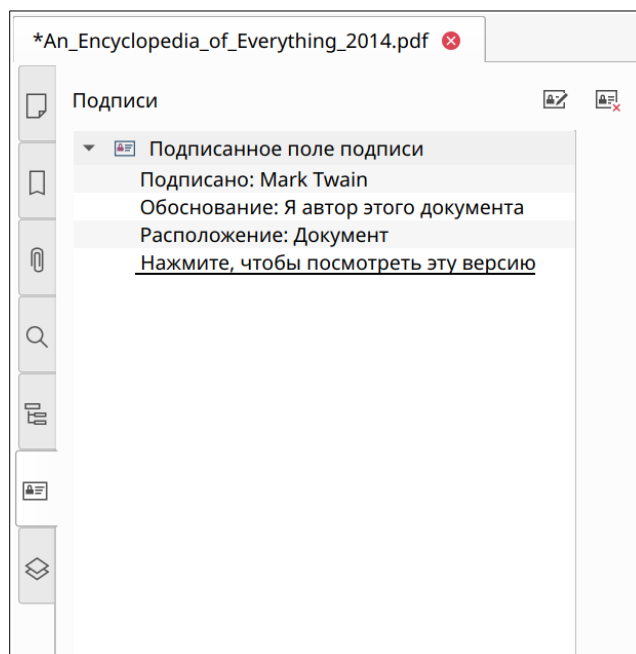 *An_Encyclopedia_of_Everything_2014.pdf
Подписи
Подписанное поле подписи
Подписано: Mark Twain
Обоснование: Я автор этого документа
Расположение: Документ
Нажмите, чтобы посмотреть эту версию